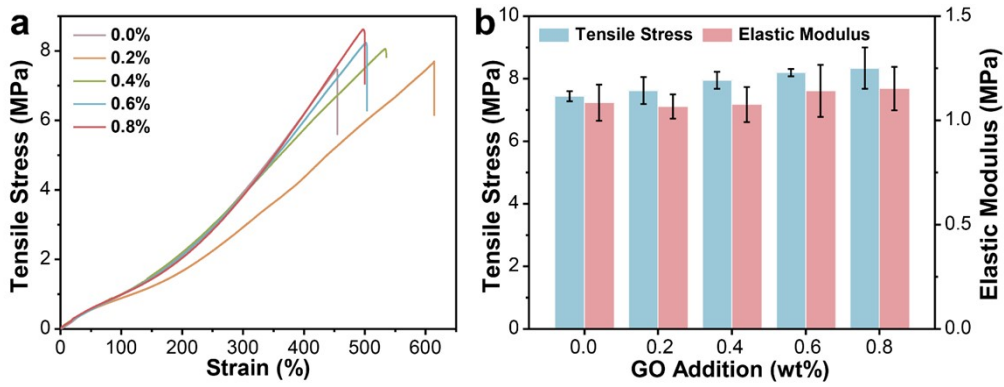 a
0.0%
0.2%
0.4%
0.6%
0.8%
Tensile Stress (MPa)
8
6
4
2
0
0 100 200 300 400 500 600
Strain (%)
b
Tensile Stress Elastic Modulus
Tensile Stress (MPa)
10
8
6
4
2
0
0.0 0.2 0.4 0.6 0.8
GO Addition (wt%)
1.5
1.0
0.5
0.0
Elastic Modulus (MPa)